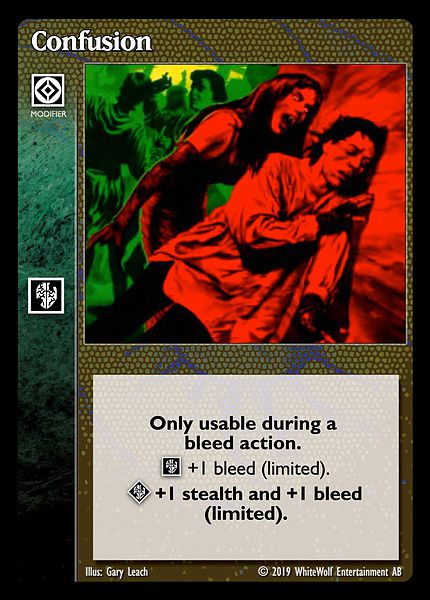 Confusion
MODIFIER
Only usable during a
bleed action.
+1 bleed (limited).
+1 stealth and +1 bleed
(limited).
Illus: Gary Leach
© 2019 WhiteWolf Entertainment AB